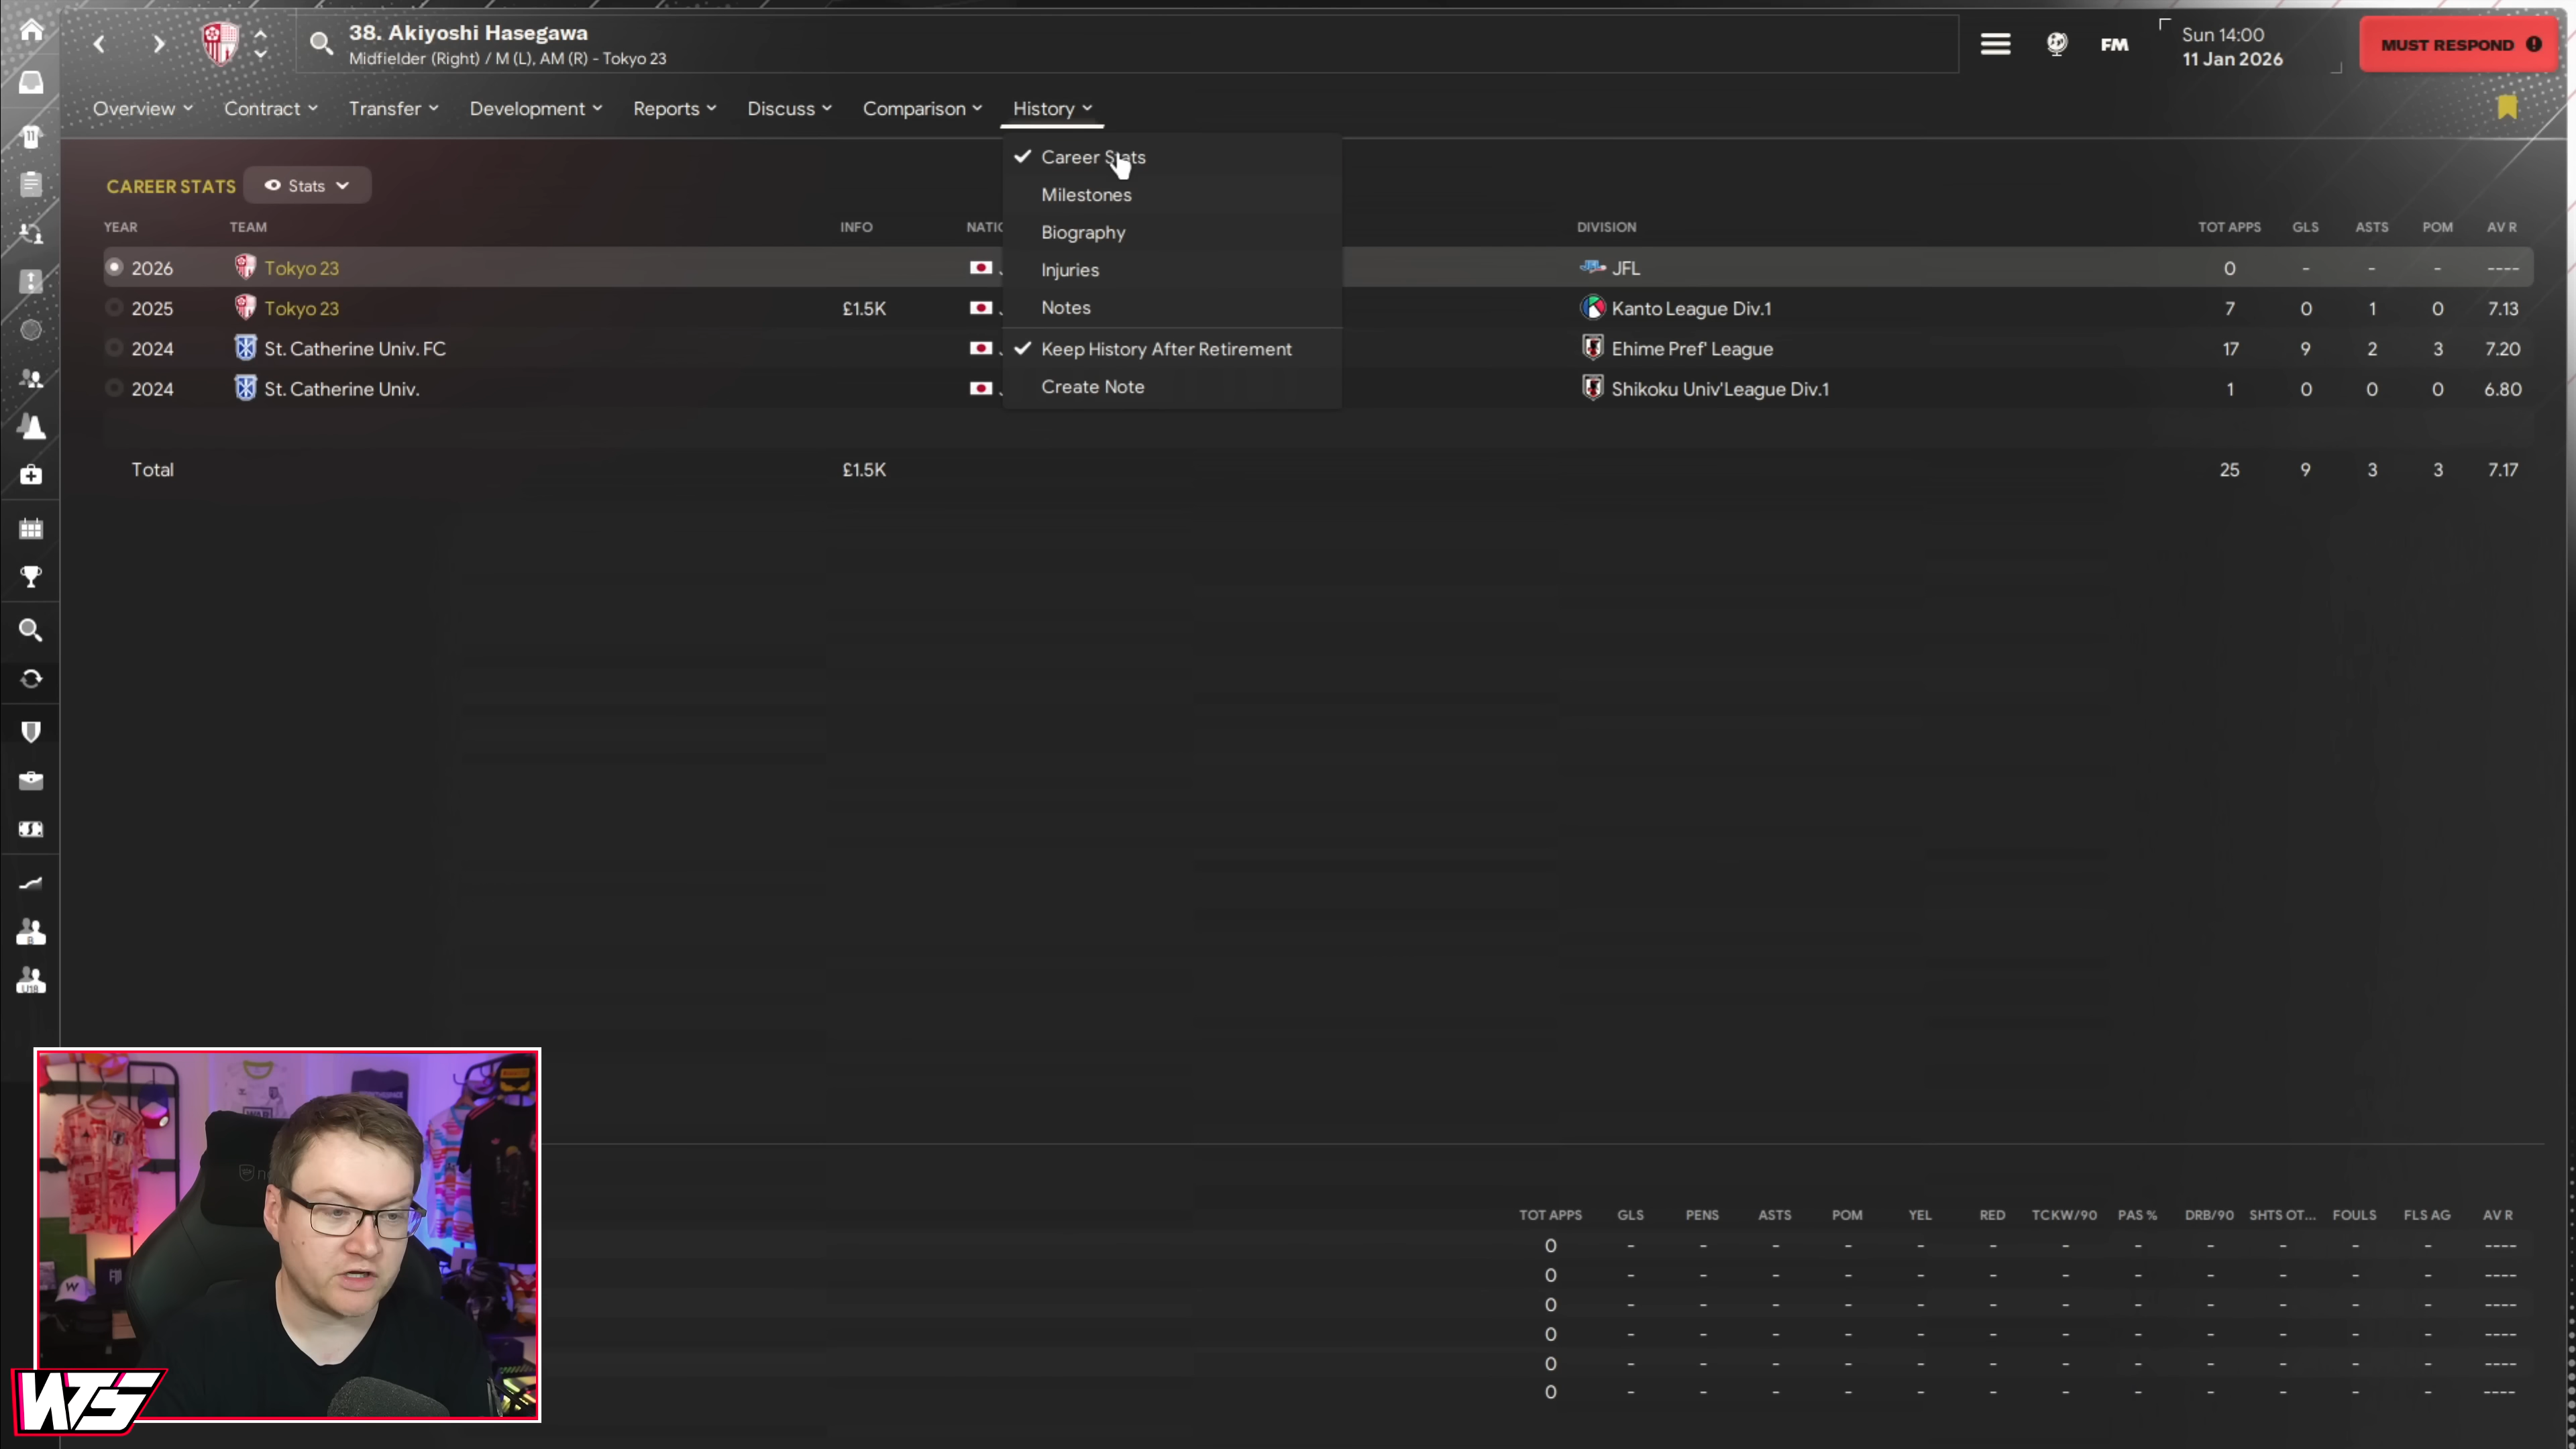 38. Akiyoshi Hasegawa
Midfielder (Right) / M (L), AM (R) - Tokyo 23
FM
Sun 14:00
11 Jan 2026
MUST RESPOND
Overview Contract Transfer Development Reports Discuss Comparison History
Career Stats
Milestones
Biography
Injuries
Notes
Keep History After Retirement
Create Note
CAREER STATS Stats
YEAR TEAM INFO DIVISION TOT APPS GLS ASTS POM AV R
2026 Tokyo 23 JFL 0 - - - ----
2025 Tokyo 23 £1.5K Kanto League Div.1 7 0 1 0 7.13
2024 St. Catherine Univ. FC Ehime Pref' League 17 9 2 3 7.20
2024 St. Catherine Univ. Shikoku Univ'League Div.1 1 0 0 0 6.80
Total £1.5K 25 9 3 3 7.17
TOT APPS GLS PENS ASTS POM YEL RED TCKW/90 PAS % DRB/90 SHTS OT... FOULS FLS AG AV R
0 - - - - - - - - - - - - ----
0 - - - - - - - - - - - - ----
0 - - - - - - - - - - - - ----
0 - - - - - - - - - - - - ----
0 - - - - - - - - - - - - ----
0 - - - - - - - - - - - - ----
11
B
U18
W
WTS